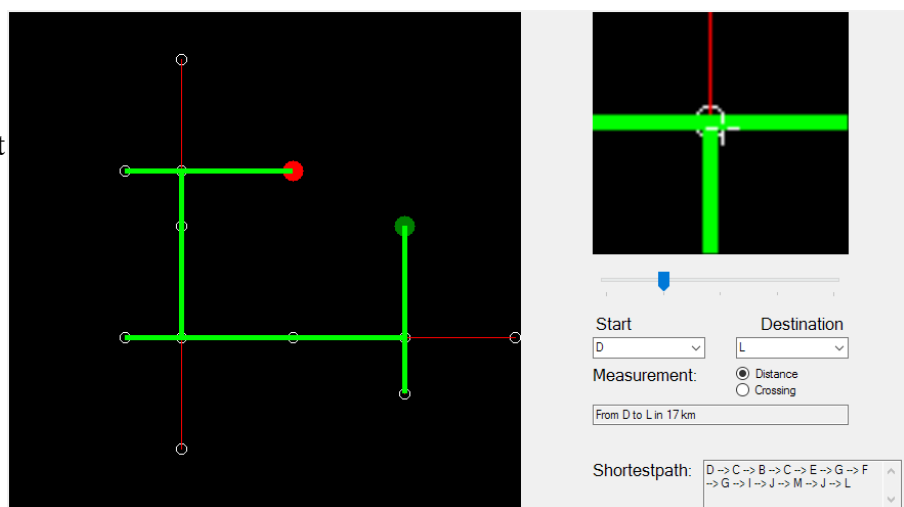 t
Start
Destination
D
L
Measurement:
Distance
Crossing
From D to L in 17 km
Shortestpath:
D --> C --> B --> C --> E --> G --> F
--> G --> I --> J --> M --> J --> L